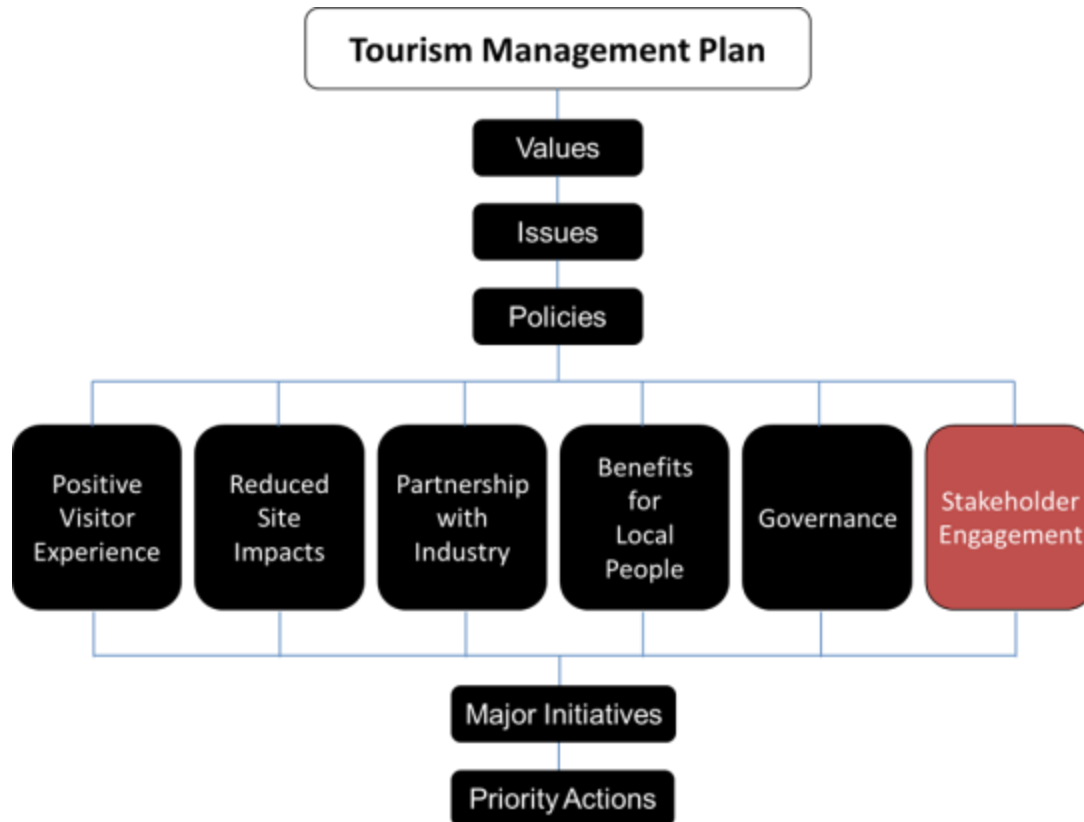 Tourism Management Plan
Values
Issues
Policies
Positive
Visitor
Experience
Reduced
Site
Impacts
Partnership
with
Industry
Benefits
for
Local
People
Governance
Stakeholder
Engagement
Major Initiatives
Priority Actions